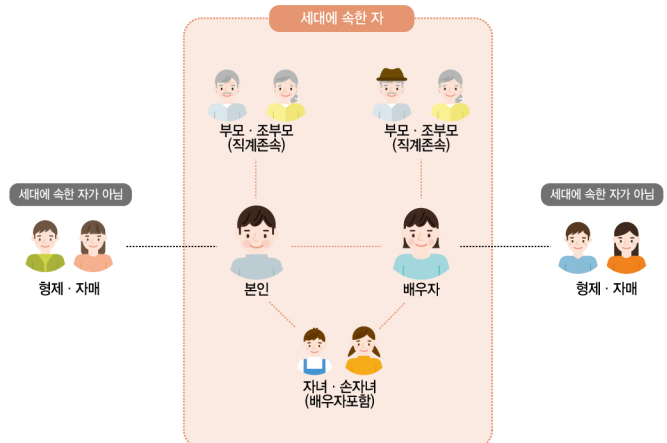 세대에 속한 자
부모 · 조부모
(직계존속)
부모 · 조부모
(직계존속)
세대에 속한 자가 아님
세대에 속한 자가 아님
형제 · 자매
본인
배우자
형제 · 자매
자녀 · 손자녀
(배우자포함)